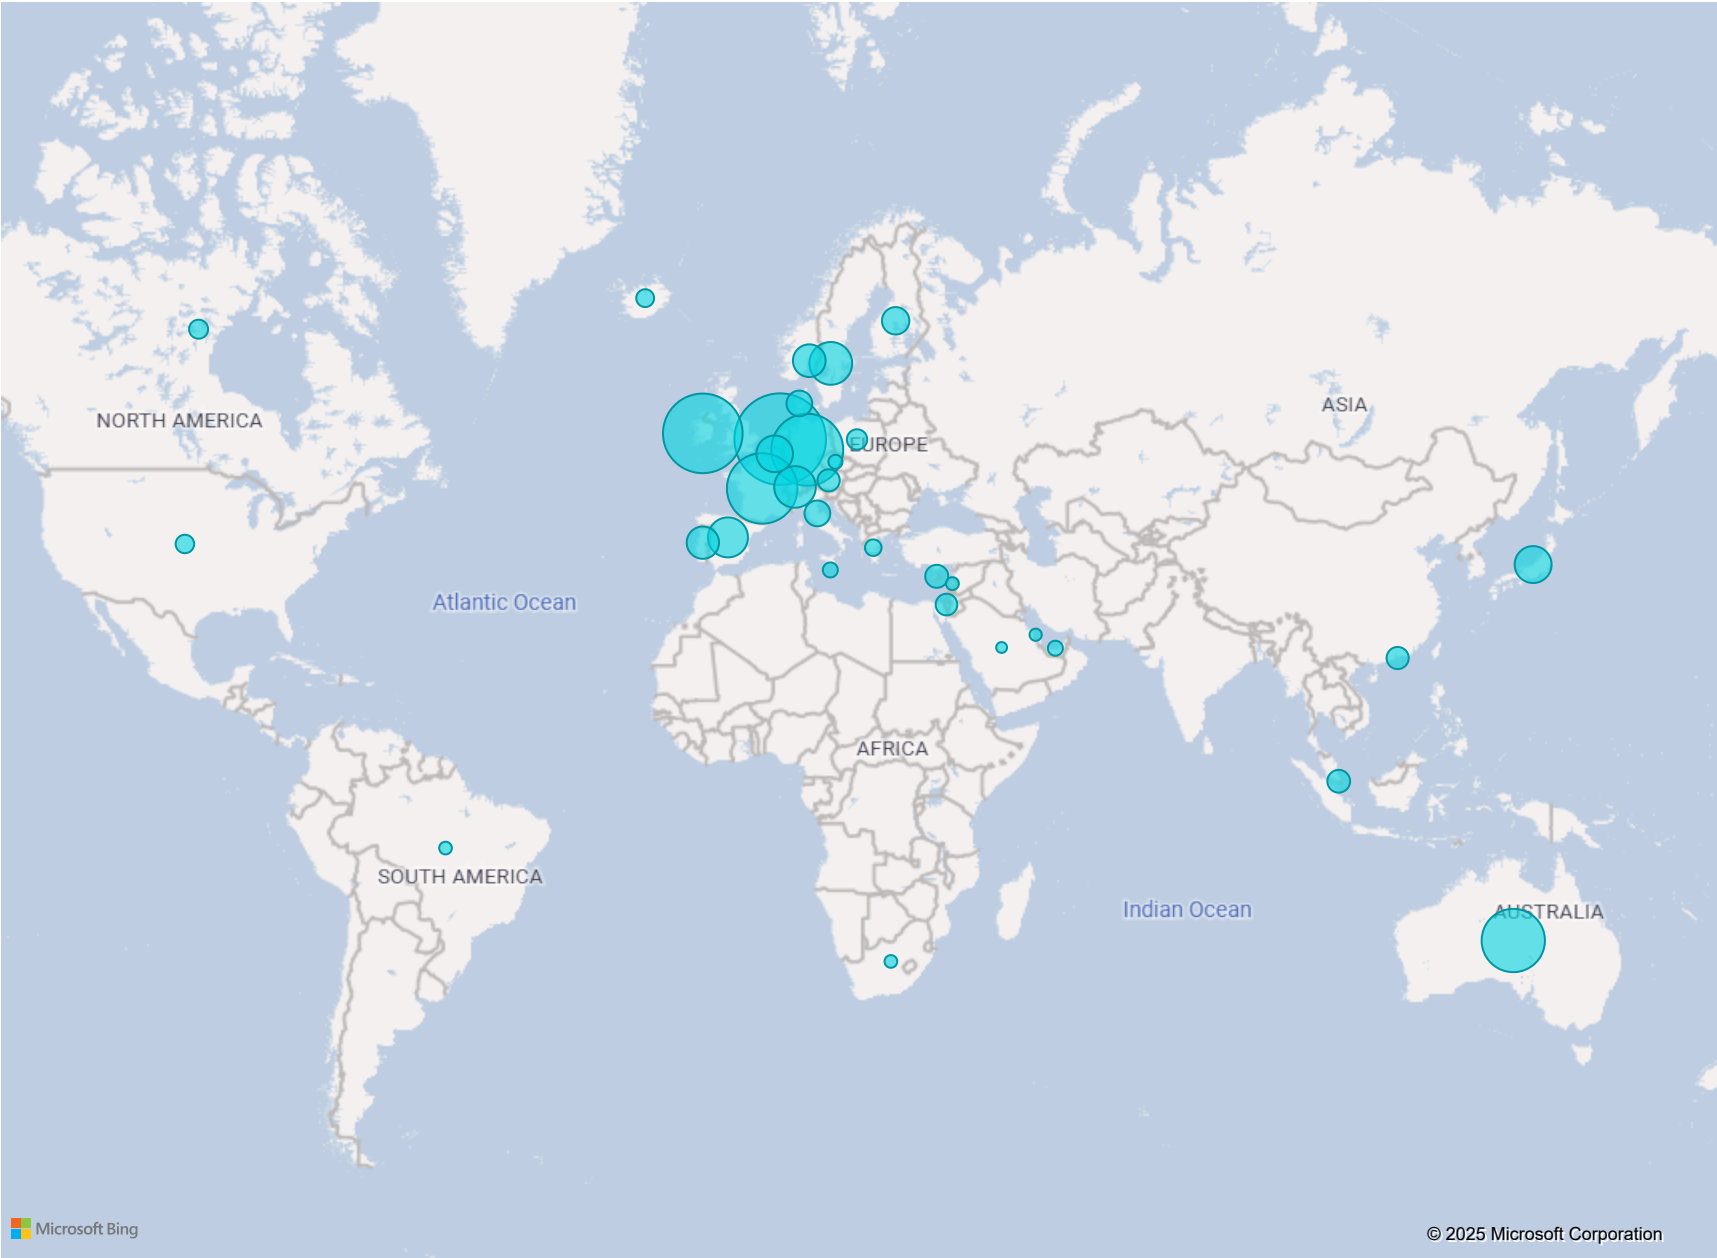 ASIA
NORTH AMERICA
EUROPE
Atlantic Ocean
AFRICA
SOUTH AMERICA
Indian Ocean
AUSTRALIA
Microsoft Bing
© 2025 Microsoft Corporation